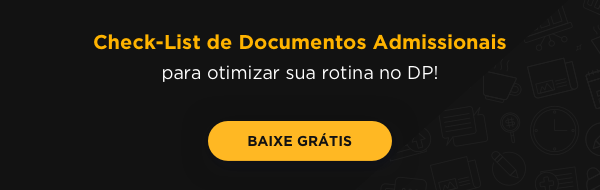 Check-List de Documentos Admissionais
para otimizar sua rotina no DP!
BAIXE GRÁTIS